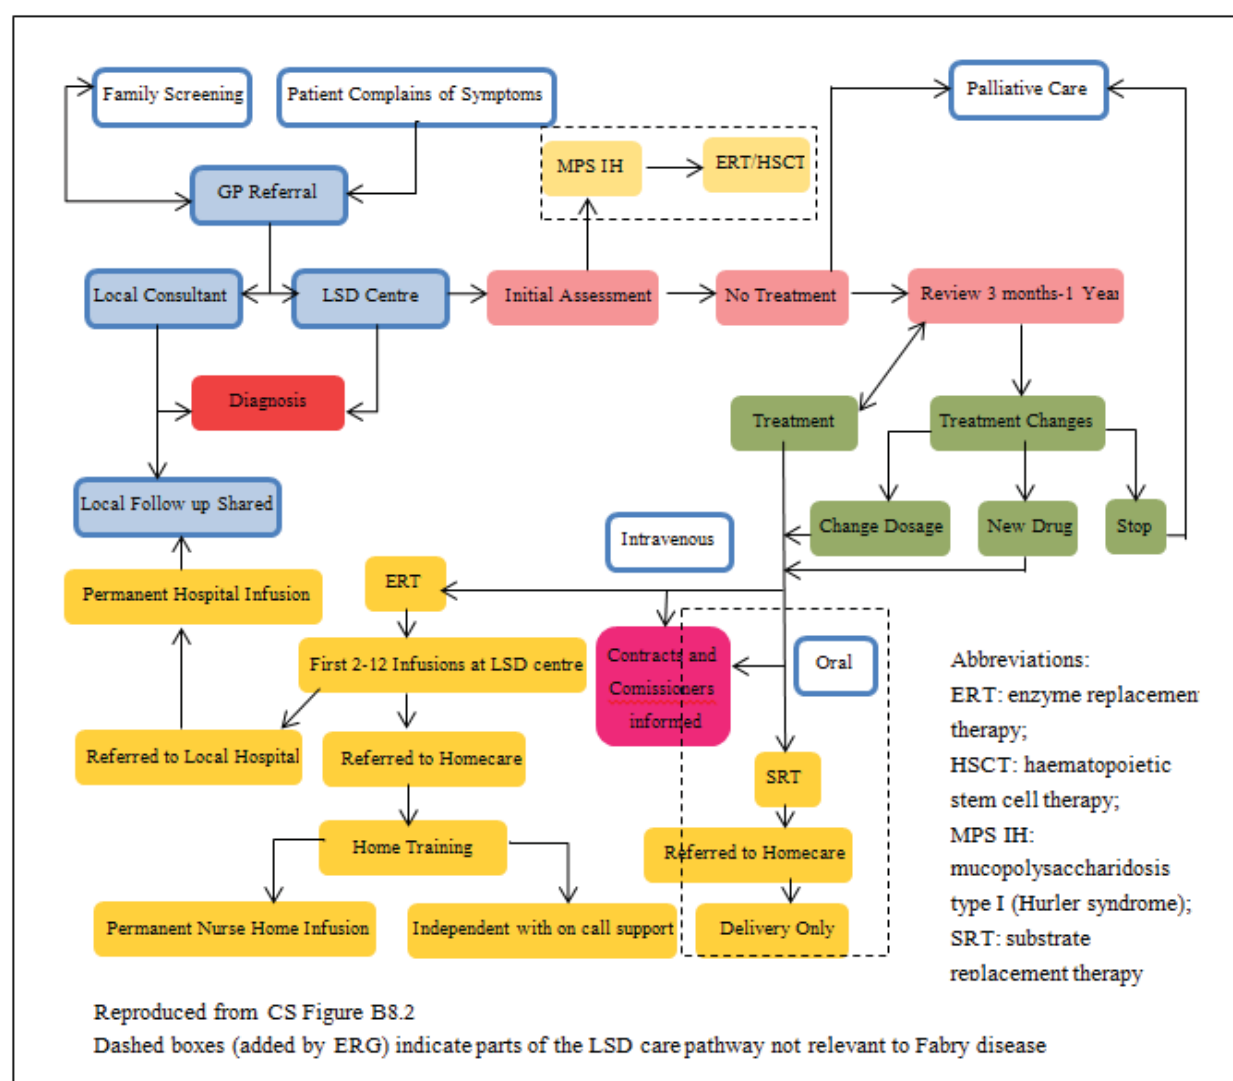 Family Screening
Patient Complains of Symptoms
Palliative Care
MPS IH
ERT/HSCT
GP Referral
Local Consultant
LSD Centre
Initial Assessment
No Treatment
Review 3 months-1 Year
Diagnosis
Treatment
Treatment Changes
Local Follow up Shared
Change Dosage
New Drug
Stop
Intravenous
ERT
Permanent Hospital Infusion
First 2-12 Infusions at LSD centre
Contracts and
Comissioners
informed
Oral
Referred to Local Hospital
Referred to Homecare
SRT
Home Training
Referred to Homecare
Permanent Nurse Home Infusion
Independent with on call support
Delivery Only
Abbreviations:
ERT: enzyme replacemen
therapy;
HSCT: haematopoietic
stem cell therapy;
MPS IH:
mucopolysaccharidosis
type I (Hurler syndrome);
SRT: substrate
replacement therapy
Reproduced from CS Figure B8.2
Dashed boxes (added by ERG) indicate parts of the LSD care pathway not relevant to Fabry disease